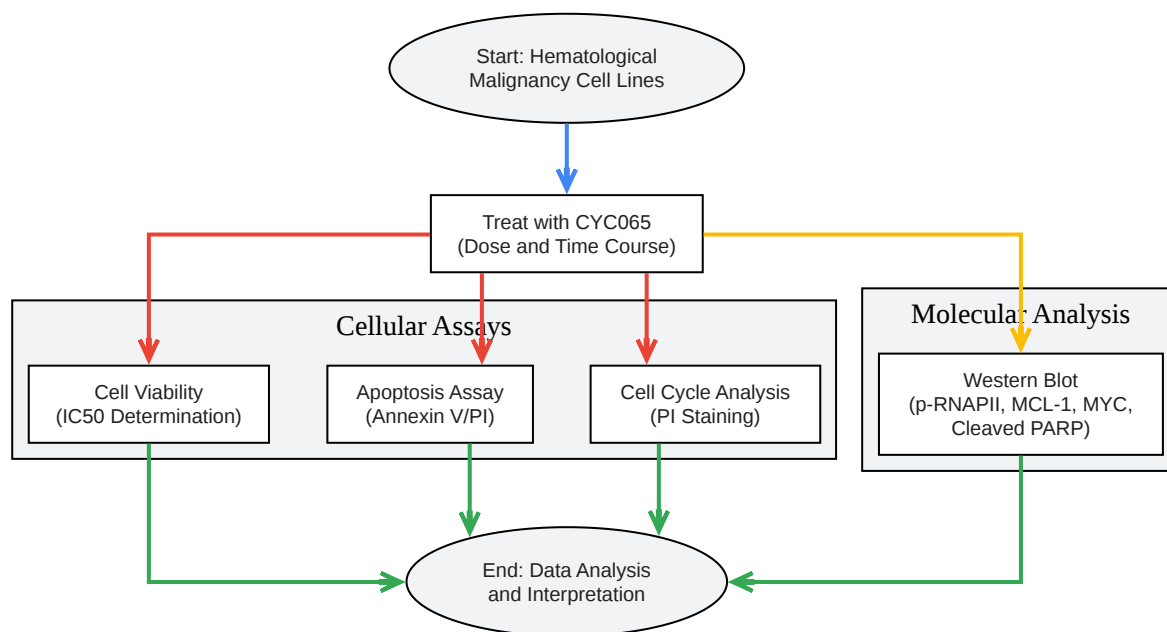 Start: Hematological
Malignancy Cell Lines
Treat with CYC065
(Dose and Time Course)
Cellular Assays
Molecular Analysis
Cell Viability
(IC50 Determination)
Apoptosis Assay
(Annexin V/PI)
Cell Cycle Analysis
(PI Staining)
Western Blot
(p-RNAPII, MCL-1, MYC,
Cleaved PARP)
End: Data Analysis
and Interpretation